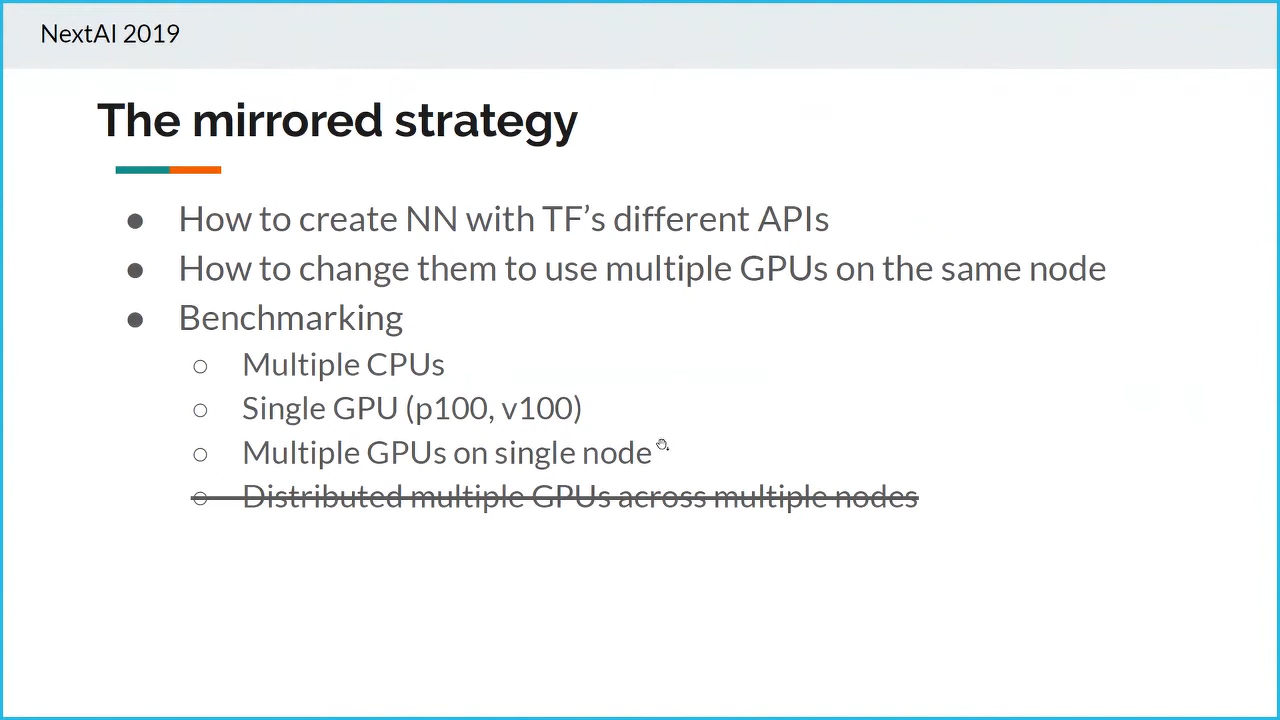 NextAI 2019
The mirrored strategy
● How to create NN with TF’s different APIs
● How to change them to use multiple GPUs on the same node
● Benchmarking
○ Multiple CPUs
○ Single GPU (p100, v100)
○ Multiple GPUs on single node
○ Distributed multiple GPUs across multiple nodes